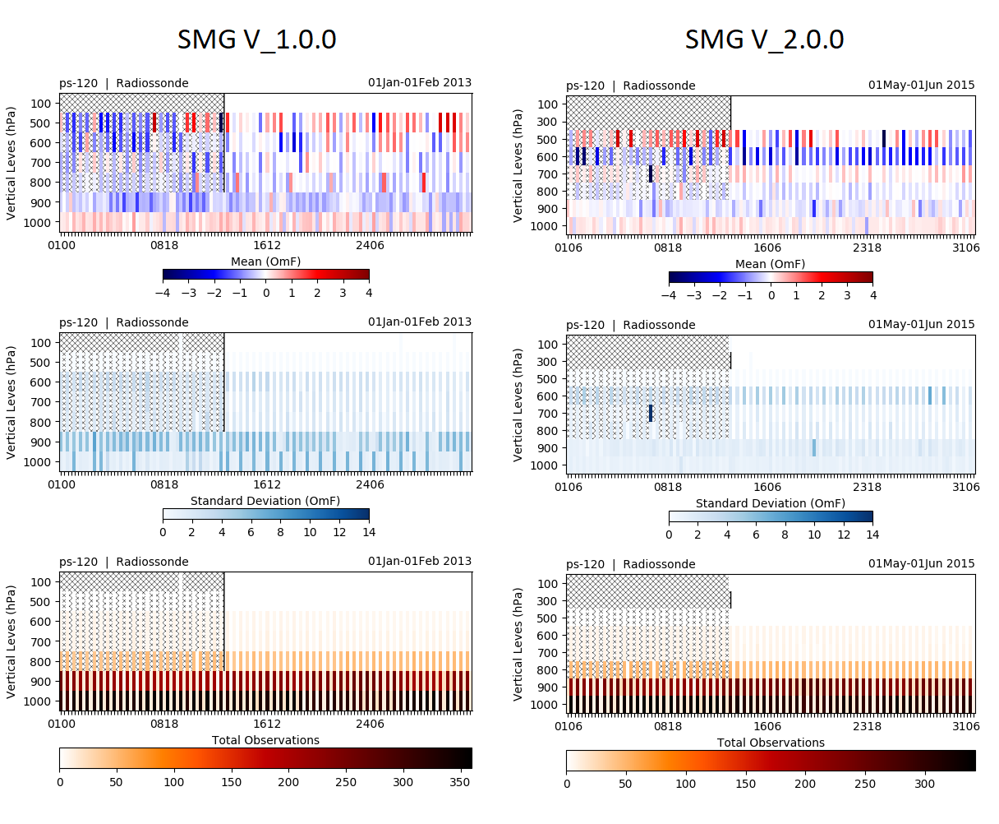 SMG V_1.0.0
SMG V_2.0.0
ps-120 | Radiossonde 01Jan-01Feb 2013
Vertical Leves (hPa)
100
500
600
700
800
900
1000
0100 0818 1612 2406
Mean (OmF)
−4 −3 −2 −1 0 1 2 3 4
ps-120 | Radiossonde 01May-01Jun 2015
Vertical Leves (hPa)
100
300
500
600
700
800
900
1000
0106 0818 1606 2318 3106
Mean (OmF)
−4 −3 −2 −1 0 1 2 3 4
ps-120 | Radiossonde 01Jan-01Feb 2013
Vertical Leves (hPa)
100
500
600
700
800
900
1000
0100 0818 1612 2406
Standard Deviation (OmF)
0 2 4 6 8 10 12 14
ps-120 | Radiossonde 01May-01Jun 2015
Vertical Leves (hPa)
100
300
500
600
700
800
900
1000
0106 0818 1606 2318 3106
Standard Deviation (OmF)
0 2 4 6 8 10 12 14
ps-120 | Radiossonde 01Jan-01Feb 2013
Vertical Leves (hPa)
100
500
600
700
800
900
1000
0100 0818 1612 2406
Total Observations
0 50 100 150 200 250 300 350
ps-120 | Radiossonde 01May-01Jun 2015
Vertical Leves (hPa)
100
300
500
600
700
800
900
1000
0106 0818 1606 2318 3106
Total Observations
0 50 100 150 200 250 300